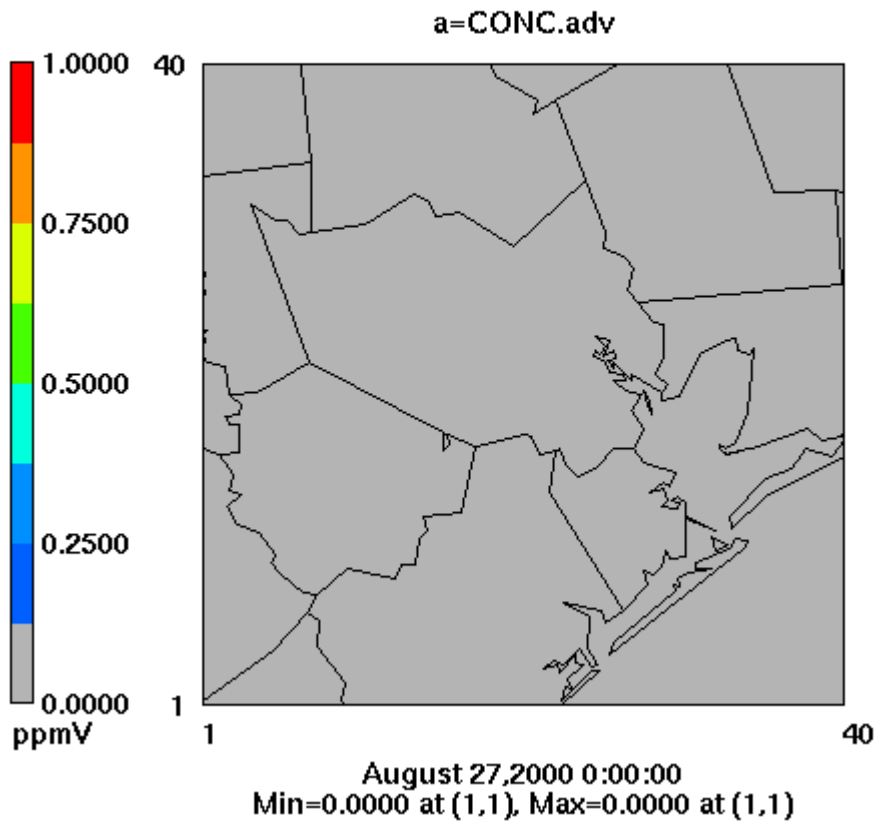 a=CONC.adv
1.0000
0.7500
0.5000
0.2500
0.0000
ppmV
40
1
1
40
August 27,2000 0:00:00
Min=0.0000 at (1,1), Max=0.0000 at (1,1)